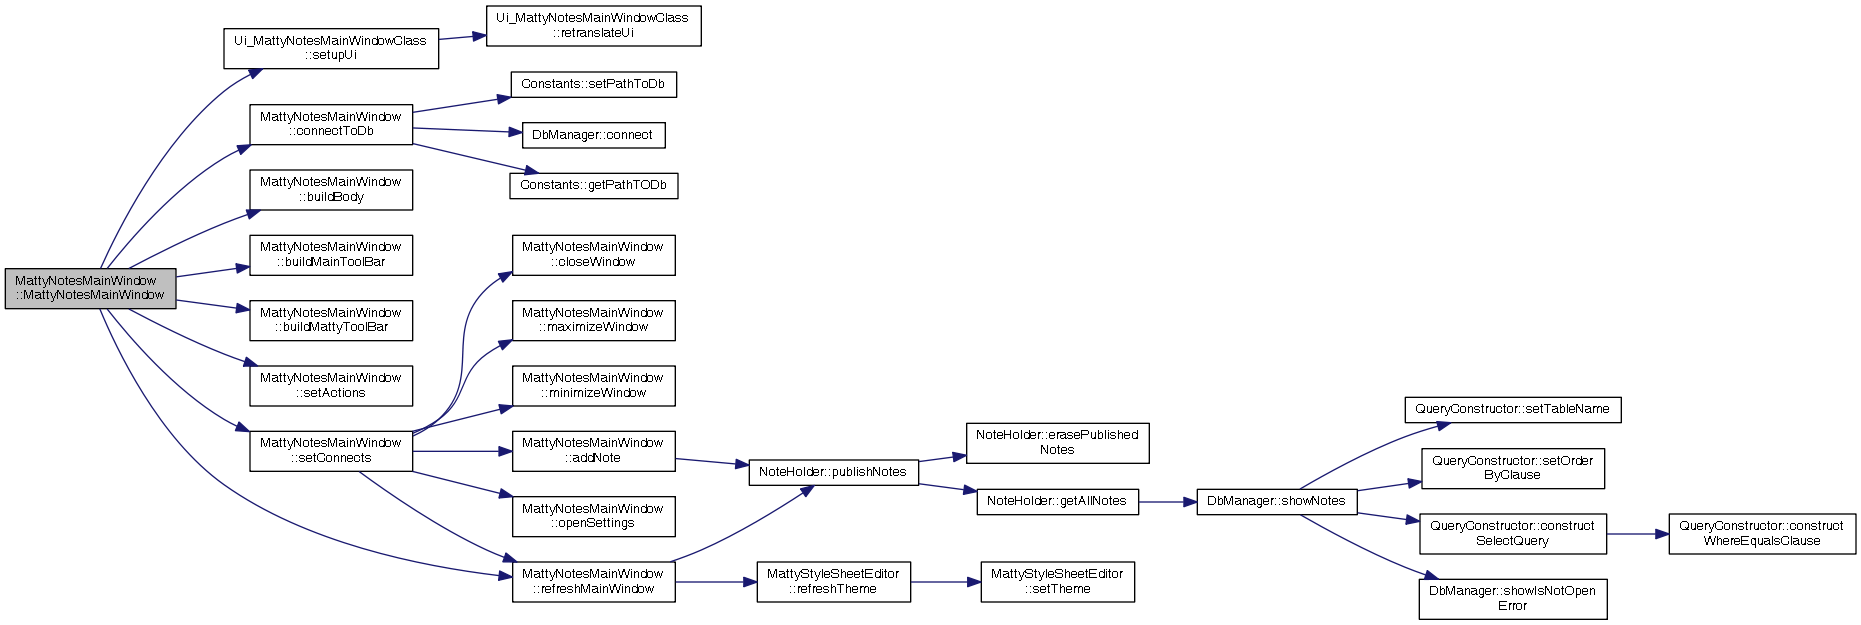 Ui_MattyNotesMainWindowClass
::setupUi
Ui_MattyNotesMainWindowClass
::retranslateUi
MattyNotesMainWindow
::connectToDb
Constants::setPathToDb
DbManager::connect
Constants::getPathTODb
MattyNotesMainWindow
::buildBody
MattyNotesMainWindow
::buildMainToolBar
MattyNotesMainWindow
::MattyNotesMainWindow
MattyNotesMainWindow
::buildMattyToolBar
MattyNotesMainWindow
::setActions
MattyNotesMainWindow
::setConnects
MattyNotesMainWindow
::closeWindow
MattyNotesMainWindow
::maximizeWindow
MattyNotesMainWindow
::minimizeWindow
MattyNotesMainWindow
::addNote
MattyNotesMainWindow
::openSettings
MattyNotesMainWindow
::refreshMainWindow
NoteHolder::publishNotes
MattyStyleSheetEditor
::refreshTheme
NoteHolder::erasePublished
Notes
NoteHolder::getAllNotes
MattyStyleSheetEditor
::setTheme
DbManager::showNotes
QueryConstructor::setTableName
QueryConstructor::setOrder
ByClause
QueryConstructor::construct
SelectQuery
DbManager::showIsNotOpen
Error
QueryConstructor::construct
WhereEqualsClause